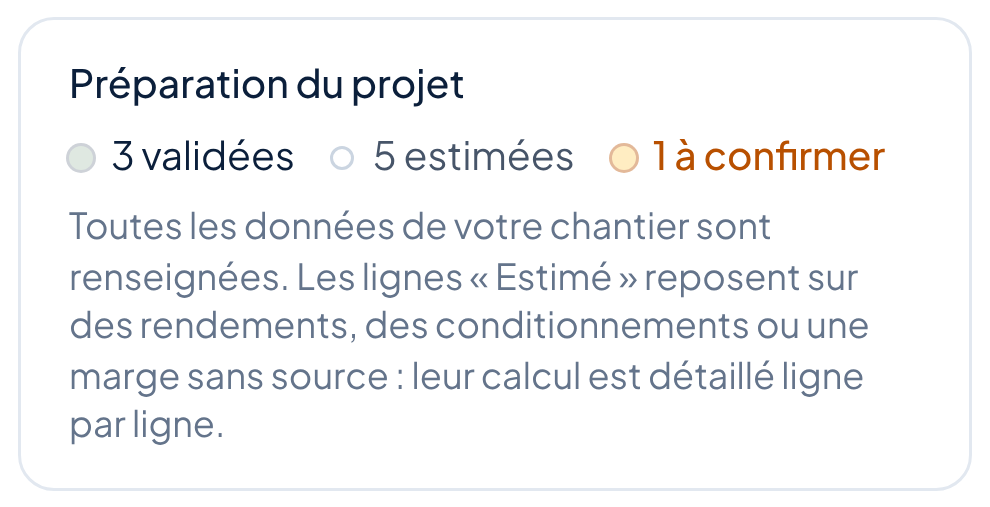 Préparation du projet
3 validées 5 estimées 1 à confirmer
Toutes les données de votre chantier sont
renseignées. Les lignes « Estimé » reposent sur
des rendements, des conditionnements ou une
marge sans source : leur calcul est détaillé ligne
par ligne.